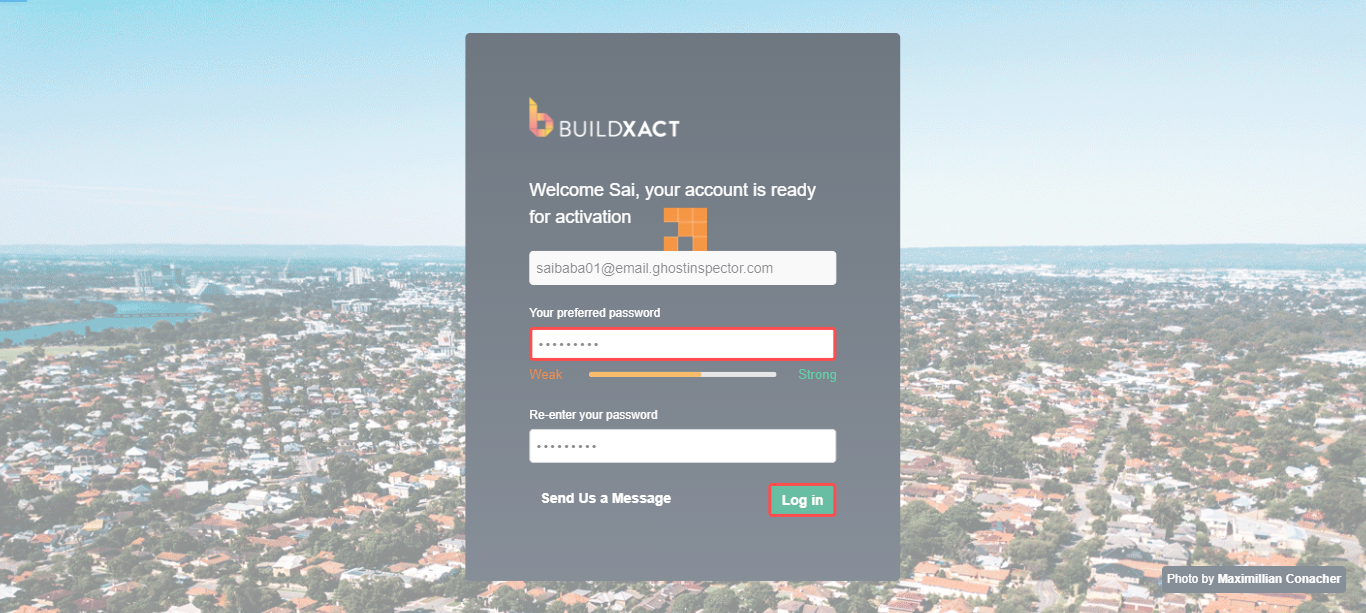 BUILDXACT
Welcome Sai, your account is ready
for activation
saibaba01@email.ghostinspector.com
Your preferred password
•••••••••
Weak Strong
Re-enter your password
•••••••••
Send Us a Message Log in
Photo by Maximillian Conacher